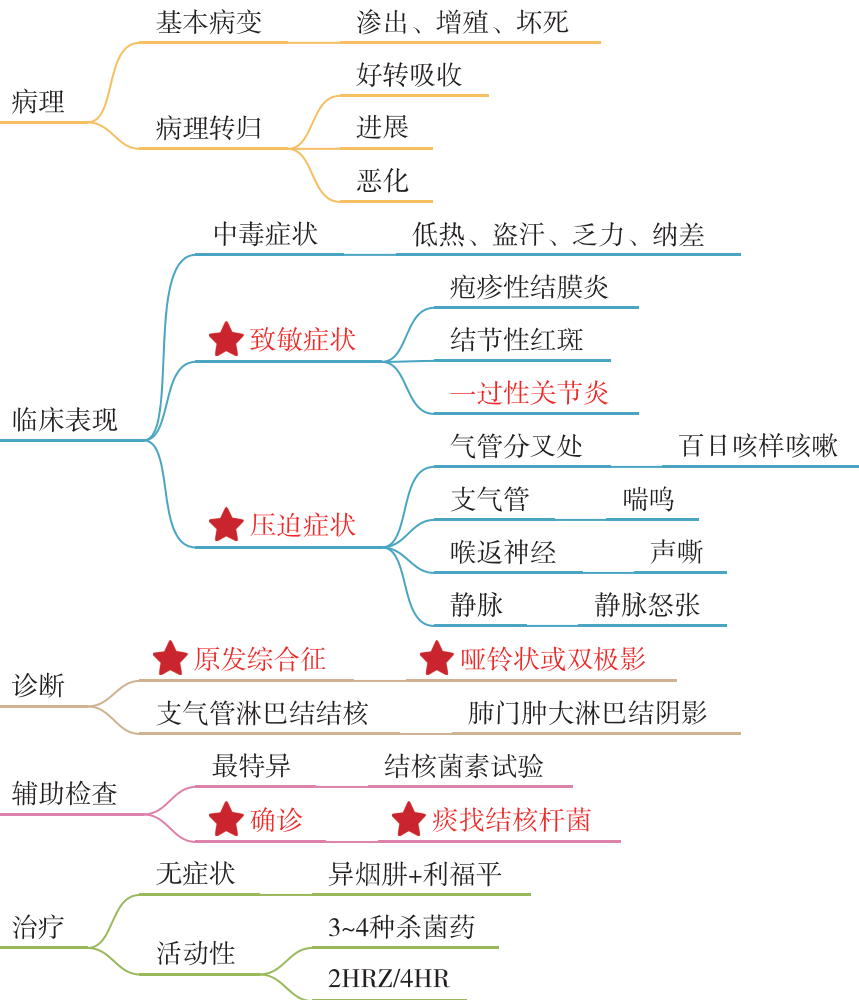 基本病变
渗出、增殖、坏死
病理
好转吸收
病理转归
进展
恶化
中毒症状
低热、盗汗、乏力、纳差
疱疹性结膜炎
致敏症状
结节性红斑
一过性关节炎
临床表现
气管分叉处
百日咳样咳嗽
支气管
喘鸣
压迫症状
喉返神经
声嘶
静脉
静脉怒张
原发综合征
哑铃状或双极影
诊断
支气管淋巴结结核
肺门肿大淋巴结阴影
最特异
结核菌素试验
辅助检查
确诊
痰找结核杆菌
无症状
异烟肼+利福平
治疗
3~4种杀菌药
活动性
2HRZ/4HR